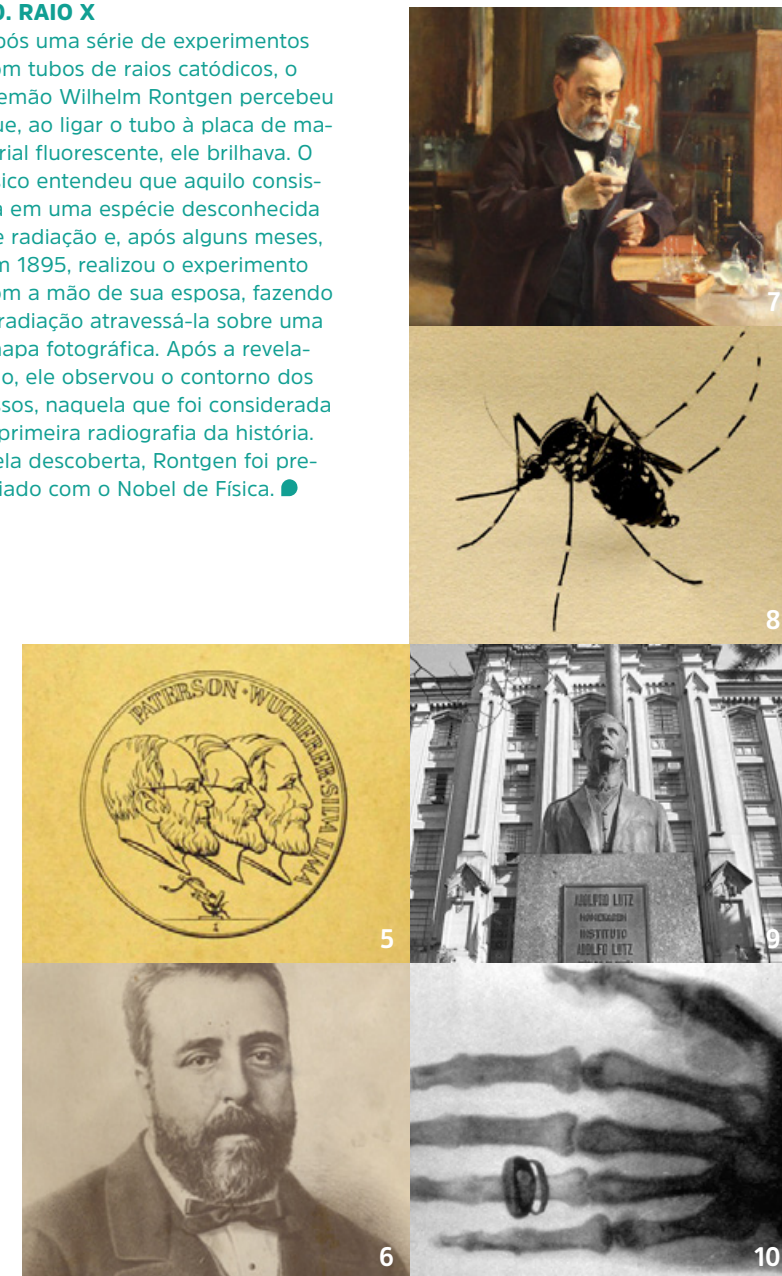 0. RAIO X
pós uma série de experimentos
om tubos de raios catódicos, o
emão Wilhelm Rontgen percebeu
ue, ao ligar o tubo à placa de ma-
rial fluorescente, ele brilhava. O
sico entendeu que aquilo consis-
a em uma espécie desconhecida
e radiação e, após alguns meses,
m 1895, realizou o experimento
om a mão de sua esposa, fazendo
radiação atravessá-la sobre uma
hapa fotográfica. Após a revela-
o, ele observou o contorno dos
ssos, naquela que foi considerada
primeira radiografia da história.
ela descoberta, Rontgen foi pre-
iado com o Nobel de Física.
7
8
PATERSON·WUCHERER·SILVA LIMA
5
ADOLPHO LUTZ
HOMENAGEM
INSTITUTO
ADOLFO LUTZ
9
6
10